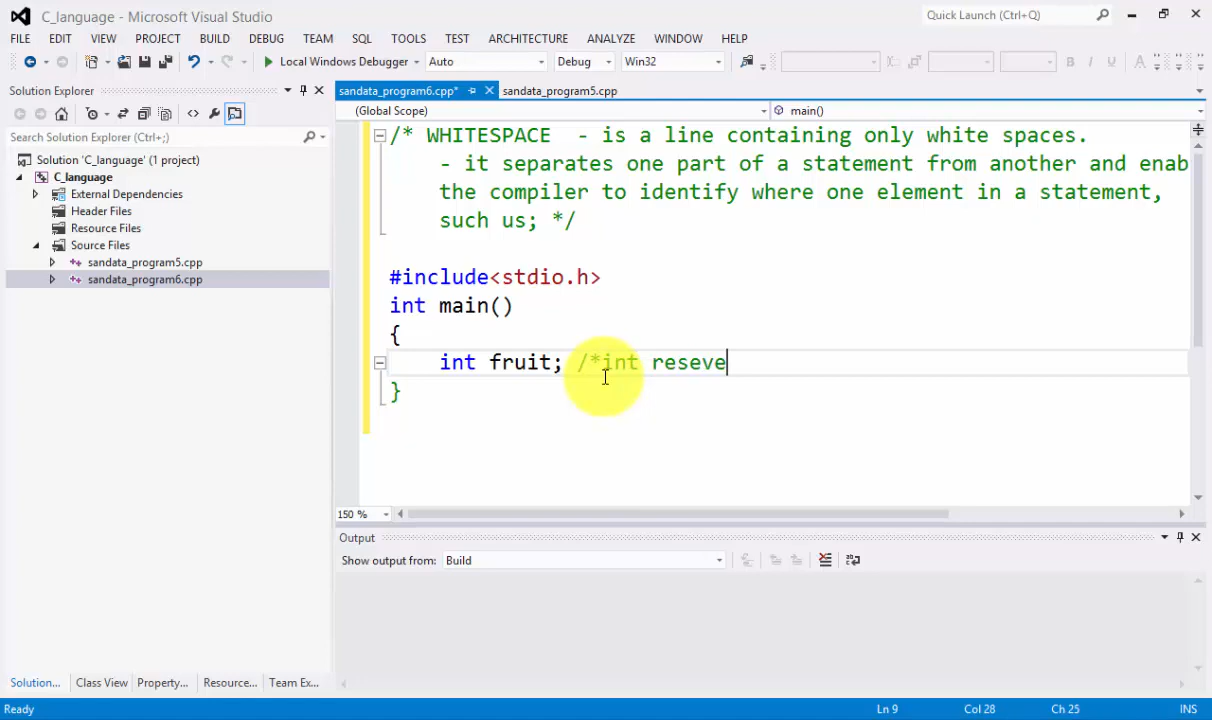 C_language - Microsoft Visual Studio
Quick Launch (Ctrl+Q)
FILE EDIT VIEW PROJECT BUILD DEBUG TEAM SQL TOOLS TEST ARCHITECTURE ANALYZE WINDOW HELP
Local Windows Debugger Auto Debug Win32
Solution Explorer
sandata_program6.cpp* sandata_program5.cpp
(Global Scope) main()
Search Solution Explorer (Ctrl+;)
Solution 'C_language' (1 project)
C_language
External Dependencies
Header Files
Resource Files
Source Files
sandata_program5.cpp
sandata_program6.cpp
/* WHITESPACE - is a line containing only white spaces.
- it separates one part of a statement from another and enab
the compiler to identify where one element in a statement,
such us; */
#include<stdio.h>
int main()
{
int fruit; /*int reseve
}
150 %
Output
Show output from: Build
Solution... Class View Property... Resource... Team Ex...
Ready Ln 9 Col 28 Ch 25 INS